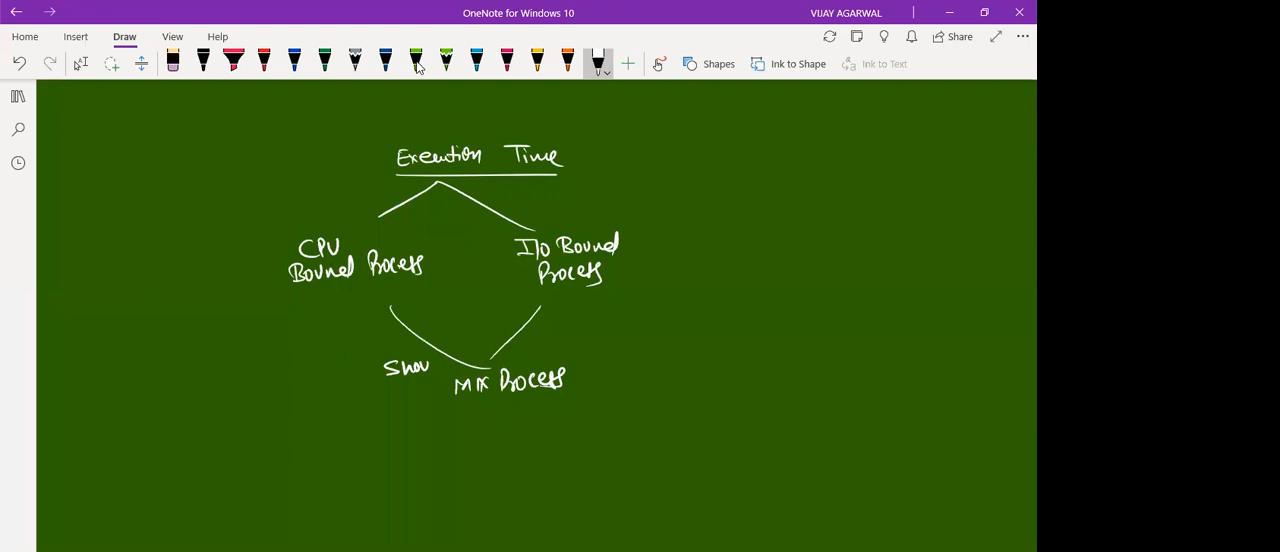 OneNote for Windows 10
VIJAY AGARWAL
Home
Insert
Draw
View
Help
Share
Shapes
Ink to Shape
Ink to Text
Execution Time
CPU
Bound Process
I/O Bound
Process
Shou
Mix Process